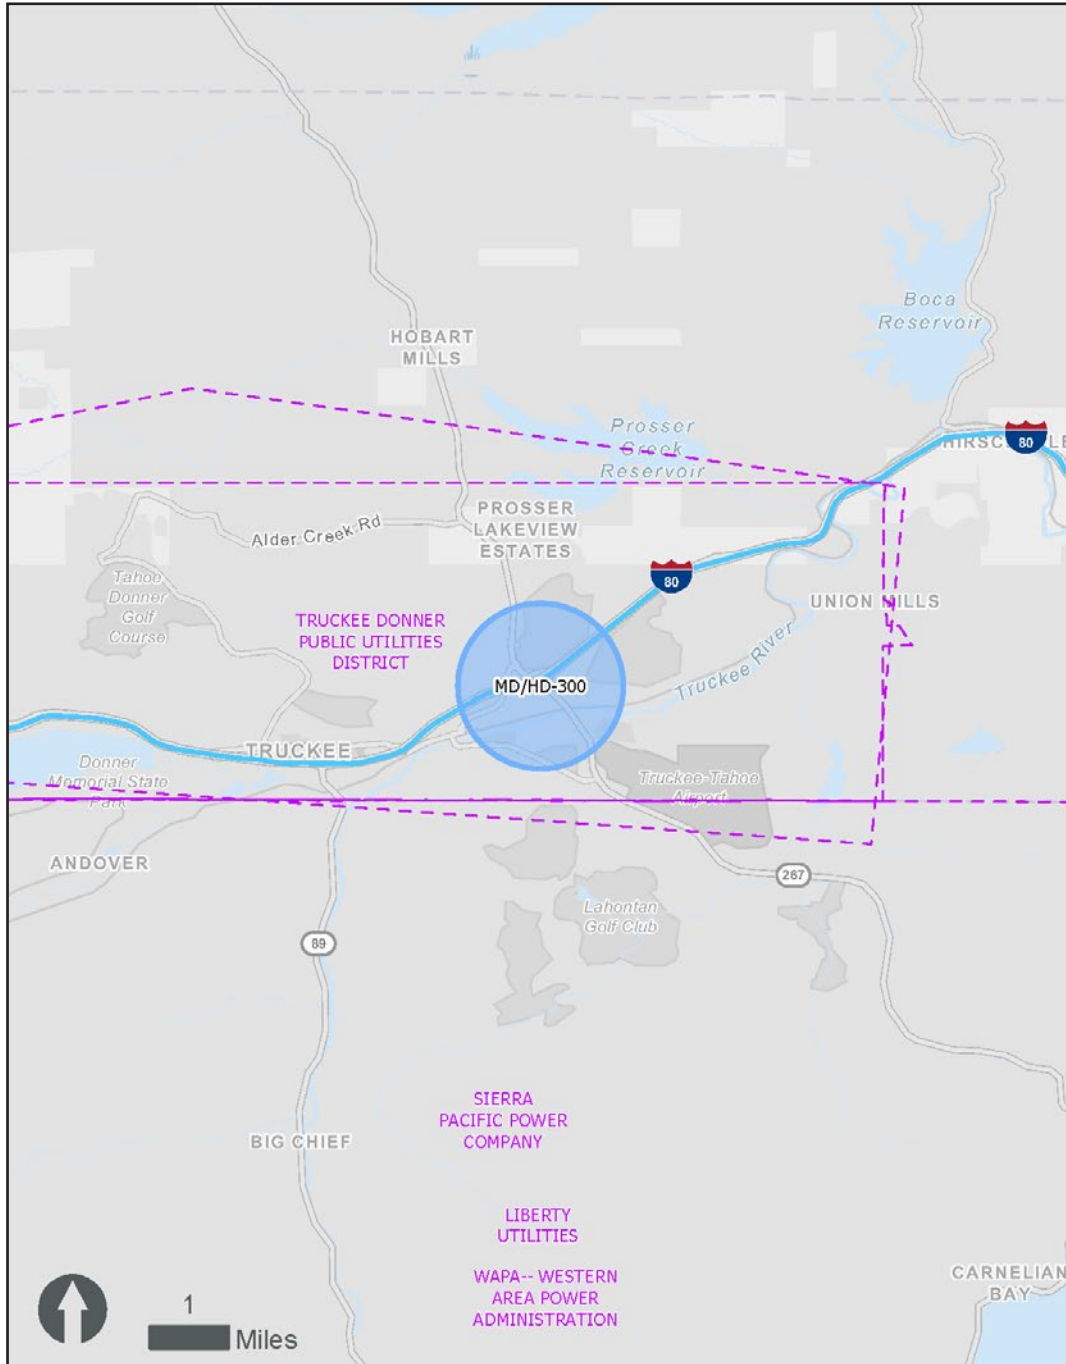 Boca
Reservoir
HOBART
MILLS
80
Prosser
Creek
Reservoir
PROSSER
LAKEVIEW
ESTATES
Alder Creek Rd
80
Tahoe
Donner
Golf
Course
UNION MILLS
TRUCKEE DONNER
PUBLIC UTILITIES
DISTRICT
Truckee River
MD/HD-300
TRUCKEE
Donner
Memorial State
Park
Truckee-Tahoe
Airport
ANDOVER
267
Lahontan
Golf Club
89
SIERRA
PACIFIC POWER
COMPANY
BIG CHIEF
LIBERTY
UTILITIES
WAPA-- WESTERN
AREA POWER
ADMINISTRATION
CARNELIAN
BAY
1
Miles